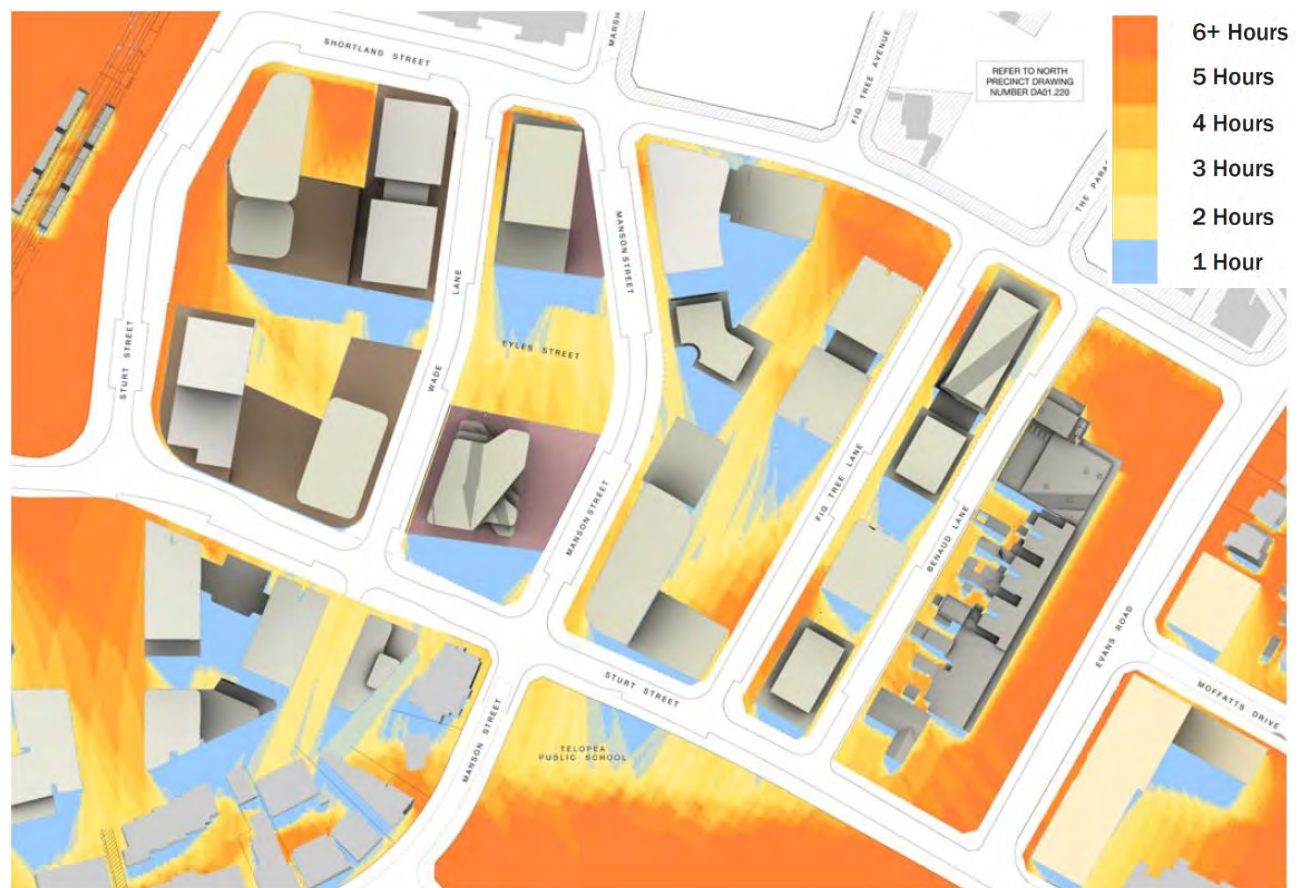 6+ Hours
5 Hours
4 Hours
3 Hours
2 Hours
1 Hour
SHORTLAND STREET
FIG TREE AVENUE
REFER TO NORTH
PRECINCT DRAWING
NUMBER DA01.220
MANSON STREET
WADE
LANE
STURT STREET
EYLES STREET
MANSON STREET
FIG TREE LANE
BENAUD LANE
EVANS ROAD
MOFFATTS DRIVE
STURT STREET
MANSON STREET
TELOPEA
PUBLIC SCHOOL